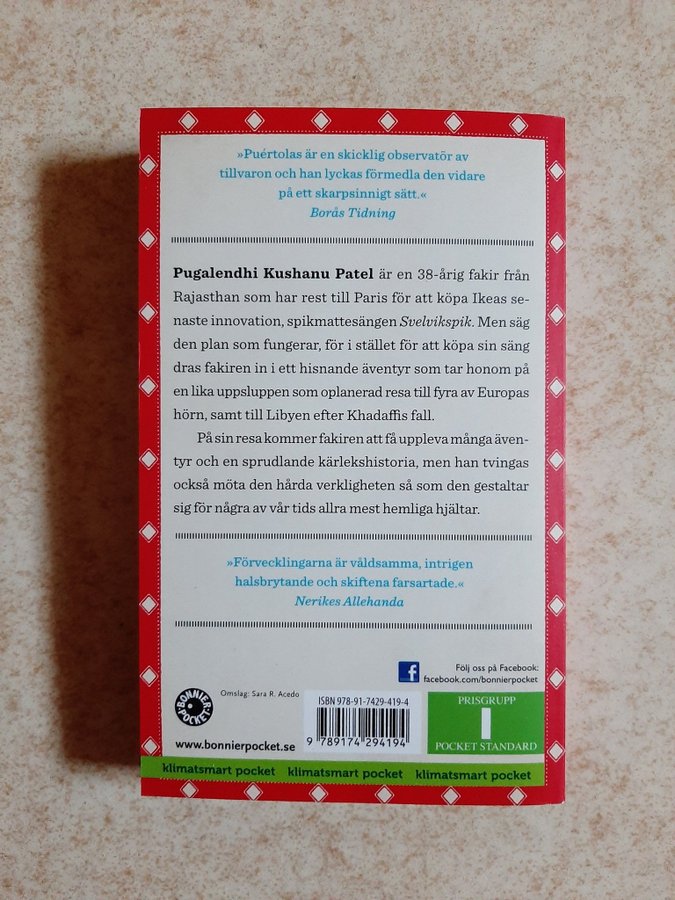 »Puértolas är en skicklig observatör av
tillvaron och han lyckas förmedla den vidare
på ett skarpsinnigt sätt.«
Borås Tidning
Pugalendhi Kushanu Patel är en 38-årig fakir från
Rajasthan som har rest till Paris för att köpa Ikeas se-
naste innovation, spikmattesängen Svelvikspik. Men säg
den plan som fungerar, för i stället för att köpa sin säng
dras fakiren in i ett hisnande äventyr som tar honom på
en lika uppsluppen som oplanerad resa till fyra av Europas
hörn, samt till Libyen efter Khadaffis fall.
På sin resa kommer fakiren att få uppleva många även-
tyr och en sprudlande kärlekshistoria, men han tvingas
också möta den hårda verkligheten så som den gestaltar
sig för några av vår tids allra mest hemliga hjältar.
»Förvecklingarna är våldsamma, intrigen
halsbrytande och skiftena farsartade.«
Nerikes Allehanda
f
Följ oss på Facebook:
facebook.com/bonnierpocket
BONNIER
POCKET
Omslag: Sara R. Acedo
ISBN 978-91-7429-419-4
9 789174 294194
PRISGRUPP
I
POCKET STANDARD
www.bonnierpocket.se
klimatsmart pocket klimatsmart pocket klimatsmart pocket